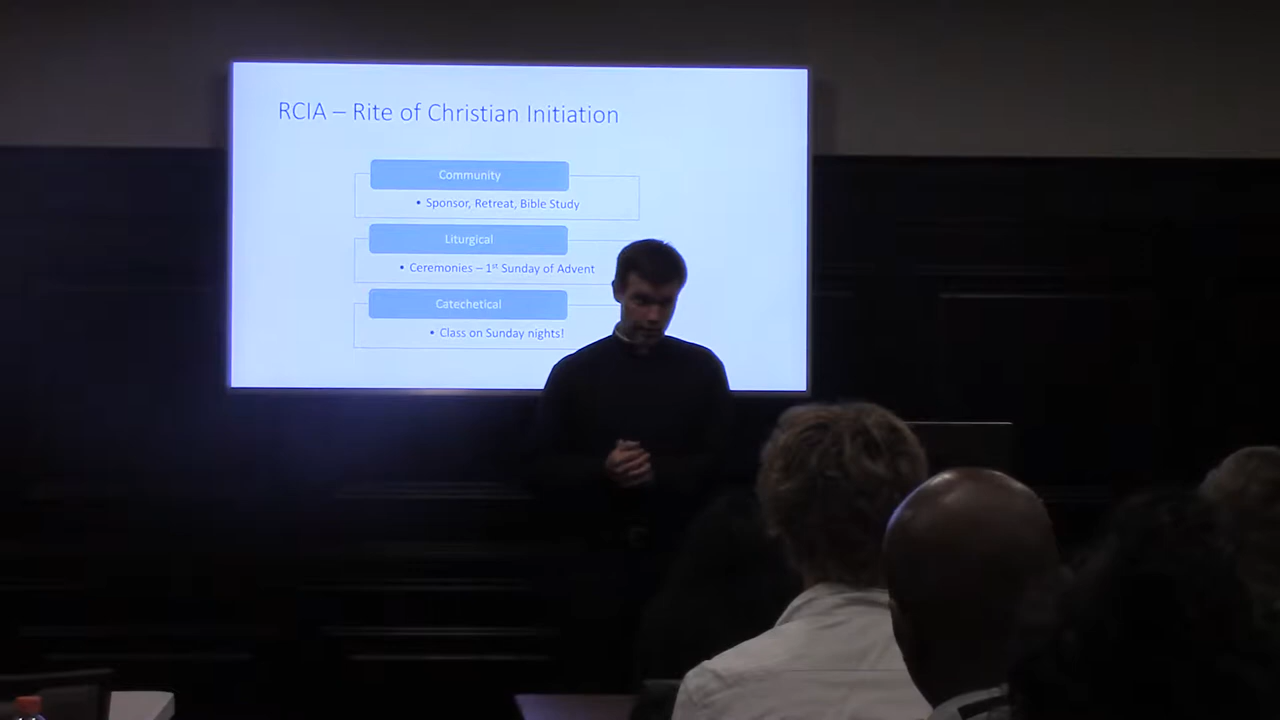 RCIA – Rite of Christian Initiation
Community
• Sponsor, Retreat, Bible Study
Liturgical
• Ceremonies – 1st Sunday of Advent
Catechetical
• Class on Sunday nights!